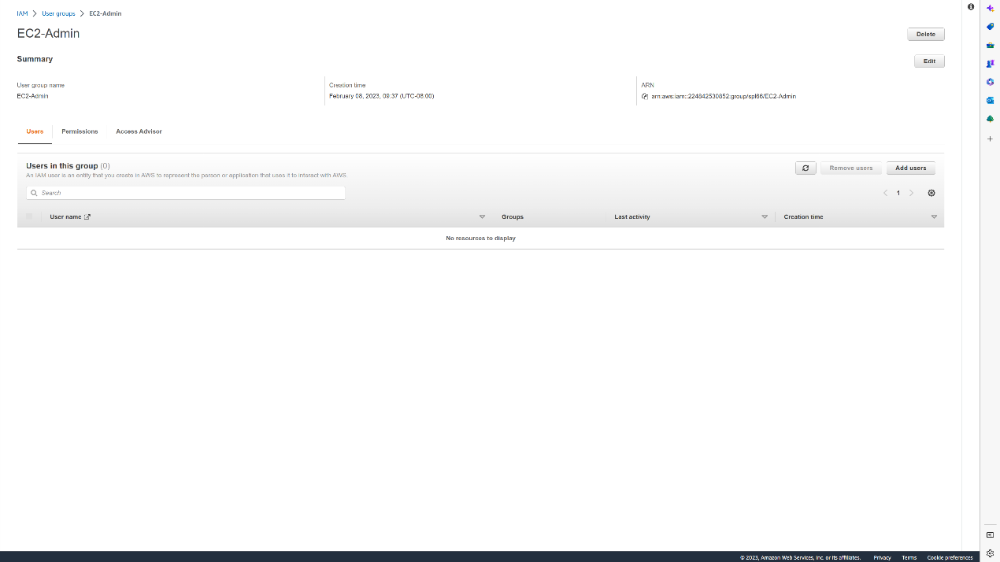 IAM > User groups > EC2-Admin
EC2-Admin
Delete
Summary
Edit
User group name
EC2-Admin
Creation time
February 08, 2023, 09:37 (UTC-08:00)
ARN
arn:aws:iam::224842530852:group/spl66/EC2-Admin
Users Permissions Access Advisor
Users in this group (0)
An IAM user is an entity that you create in AWS to represent the person or application that uses it to interact with AWS.
Remove users Add users
Search
1
User name Groups Last activity Creation time
No resources to display
© 2023, Amazon Web Services, Inc. or its affiliates. Privacy Terms Cookie preferences